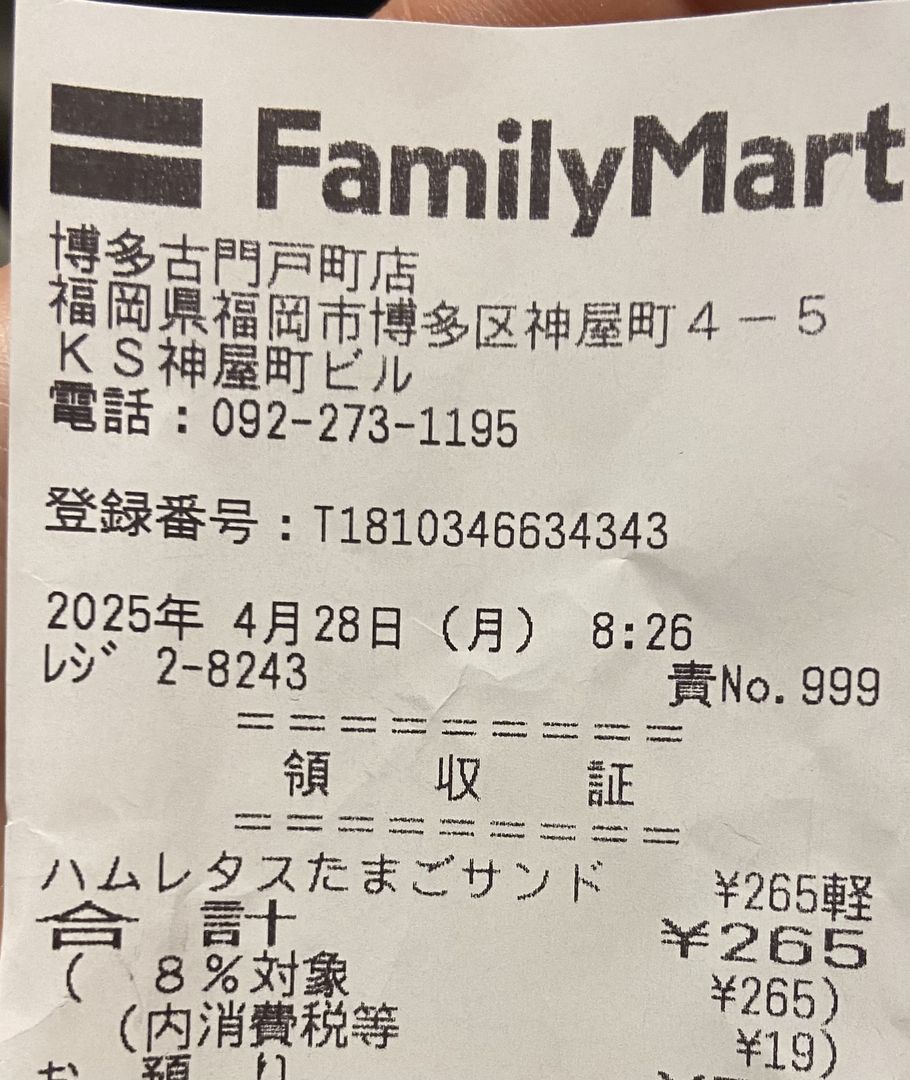 FamilyMart
博多古門戸町店
福岡県福岡市博多区神屋町4-5
KS神屋町ビル
電話:092-273-1195
登録番号:T1810346634343
2025年 4月28日(月) 8:26
レジ 2-8243 責No.999
==========
領 収 証
==========
ハムレタスたまごサンド ¥265軽
合 計 ¥265
( 8%対象 ¥265)
(内消費税等 ¥19)
お 預 り